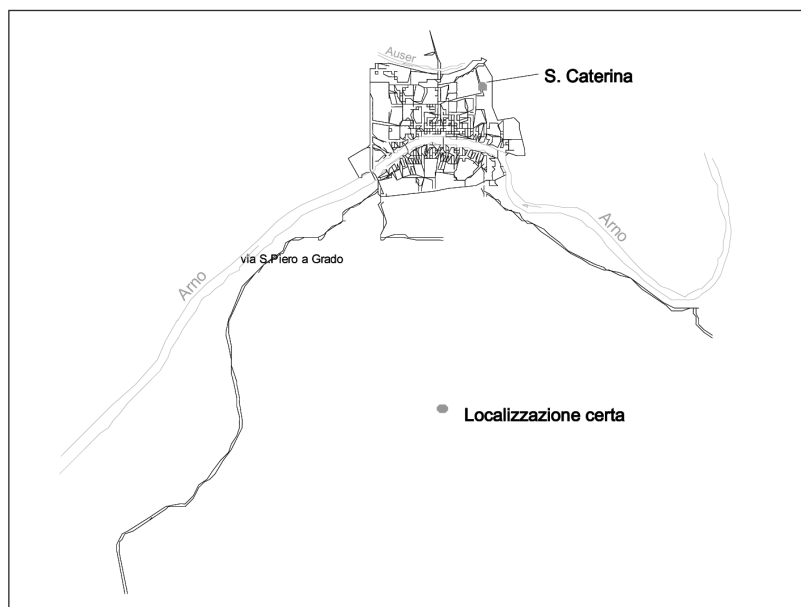 Auser
S. Caterina
Arno
via S.Piero a Grado
Arno
Localizzazione certa